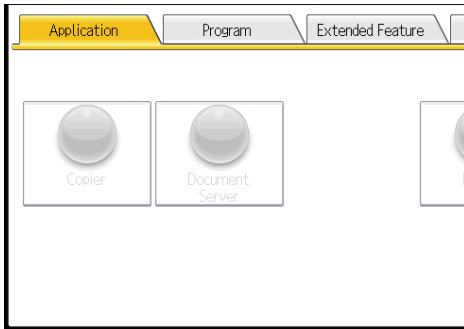 Application
Program
Extended Feature
Copier
Document
Server